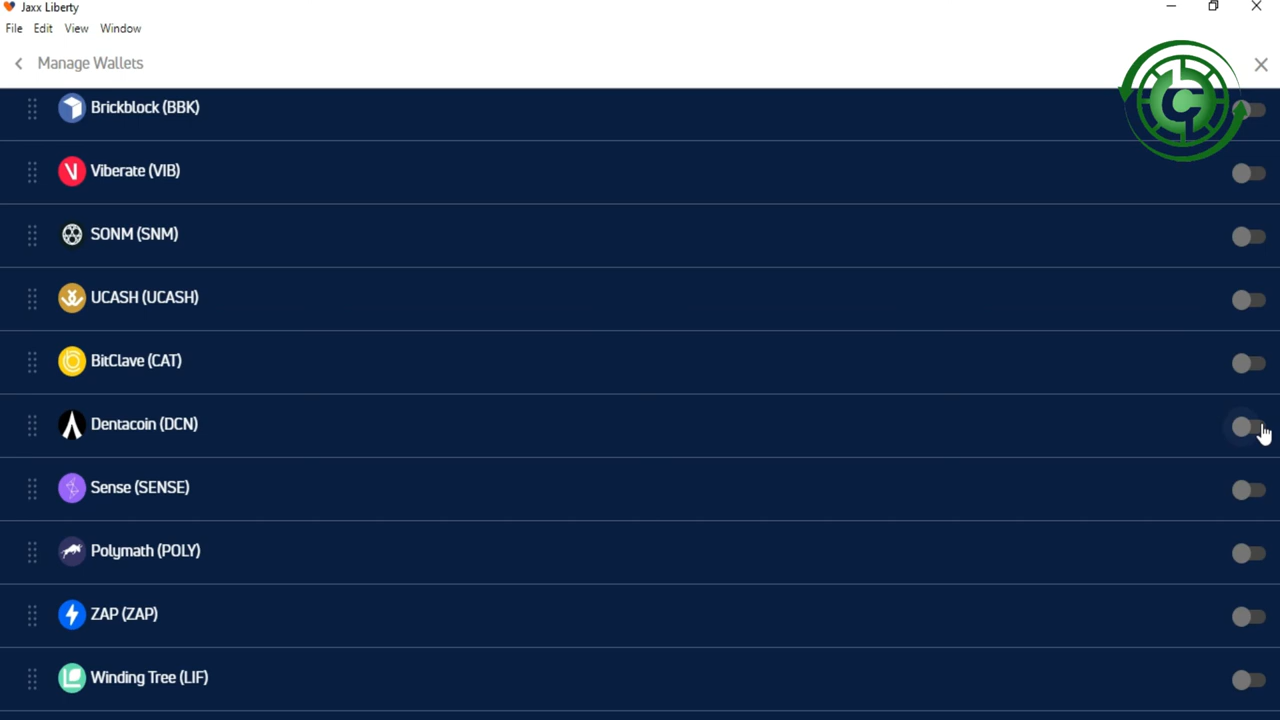 Jaxx Liberty
File Edit View Window
Manage Wallets
Brickblock (BBK)
Viberate (VIB)
SONM (SNM)
UCASH (UCASH)
BitClave (CAT)
Dentacoin (DCN)
Sense (SENSE)
Polymath (POLY)
ZAP (ZAP)
Winding Tree (LIF)